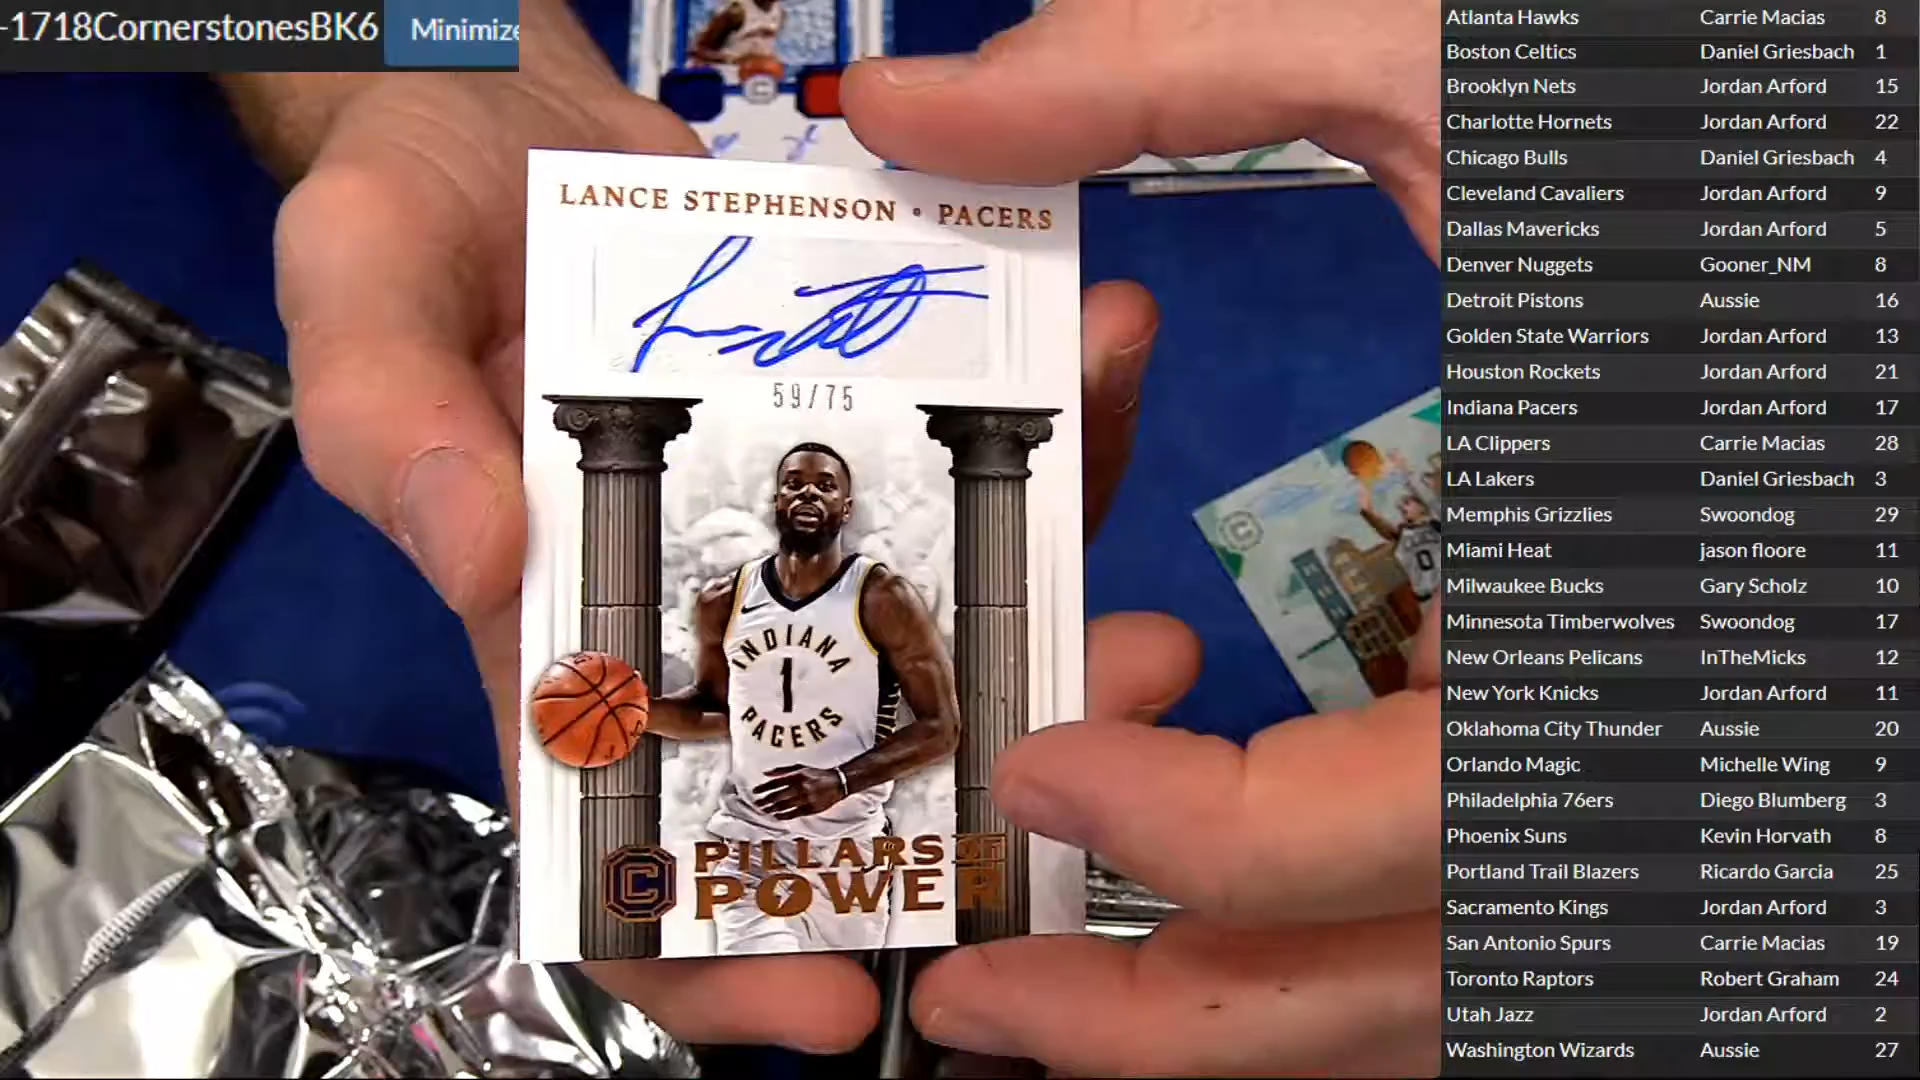 -1718CornerstonesBK6 Minimize
LANCE STEPHENSON • PACERS
59/75
INDIANA
1
PACERS
C PILLARS OF
POWER
C
C
0
Atlanta Hawks Carrie Macias 8
Boston Celtics Daniel Griesbach 1
Brooklyn Nets Jordan Arford 15
Charlotte Hornets Jordan Arford 22
Chicago Bulls Daniel Griesbach 4
Cleveland Cavaliers Jordan Arford 9
Dallas Mavericks Jordan Arford 5
Denver Nuggets Gooner_NM 8
Detroit Pistons Aussie 16
Golden State Warriors Jordan Arford 13
Houston Rockets Jordan Arford 21
Indiana Pacers Jordan Arford 17
LA Clippers Carrie Macias 28
LA Lakers Daniel Griesbach 3
Memphis Grizzlies Swoondog 29
Miami Heat jason floore 11
Milwaukee Bucks Gary Scholz 10
Minnesota Timberwolves Swoondog 17
New Orleans Pelicans InTheMicks 12
New York Knicks Jordan Arford 11
Oklahoma City Thunder Aussie 20
Orlando Magic Michelle Wing 9
Philadelphia 76ers Diego Blumberg 3
Phoenix Suns Kevin Horvath 8
Portland Trail Blazers Ricardo Garcia 25
Sacramento Kings Jordan Arford 3
San Antonio Spurs Carrie Macias 19
Toronto Raptors Robert Graham 24
Utah Jazz Jordan Arford 2
Washington Wizards Aussie 27